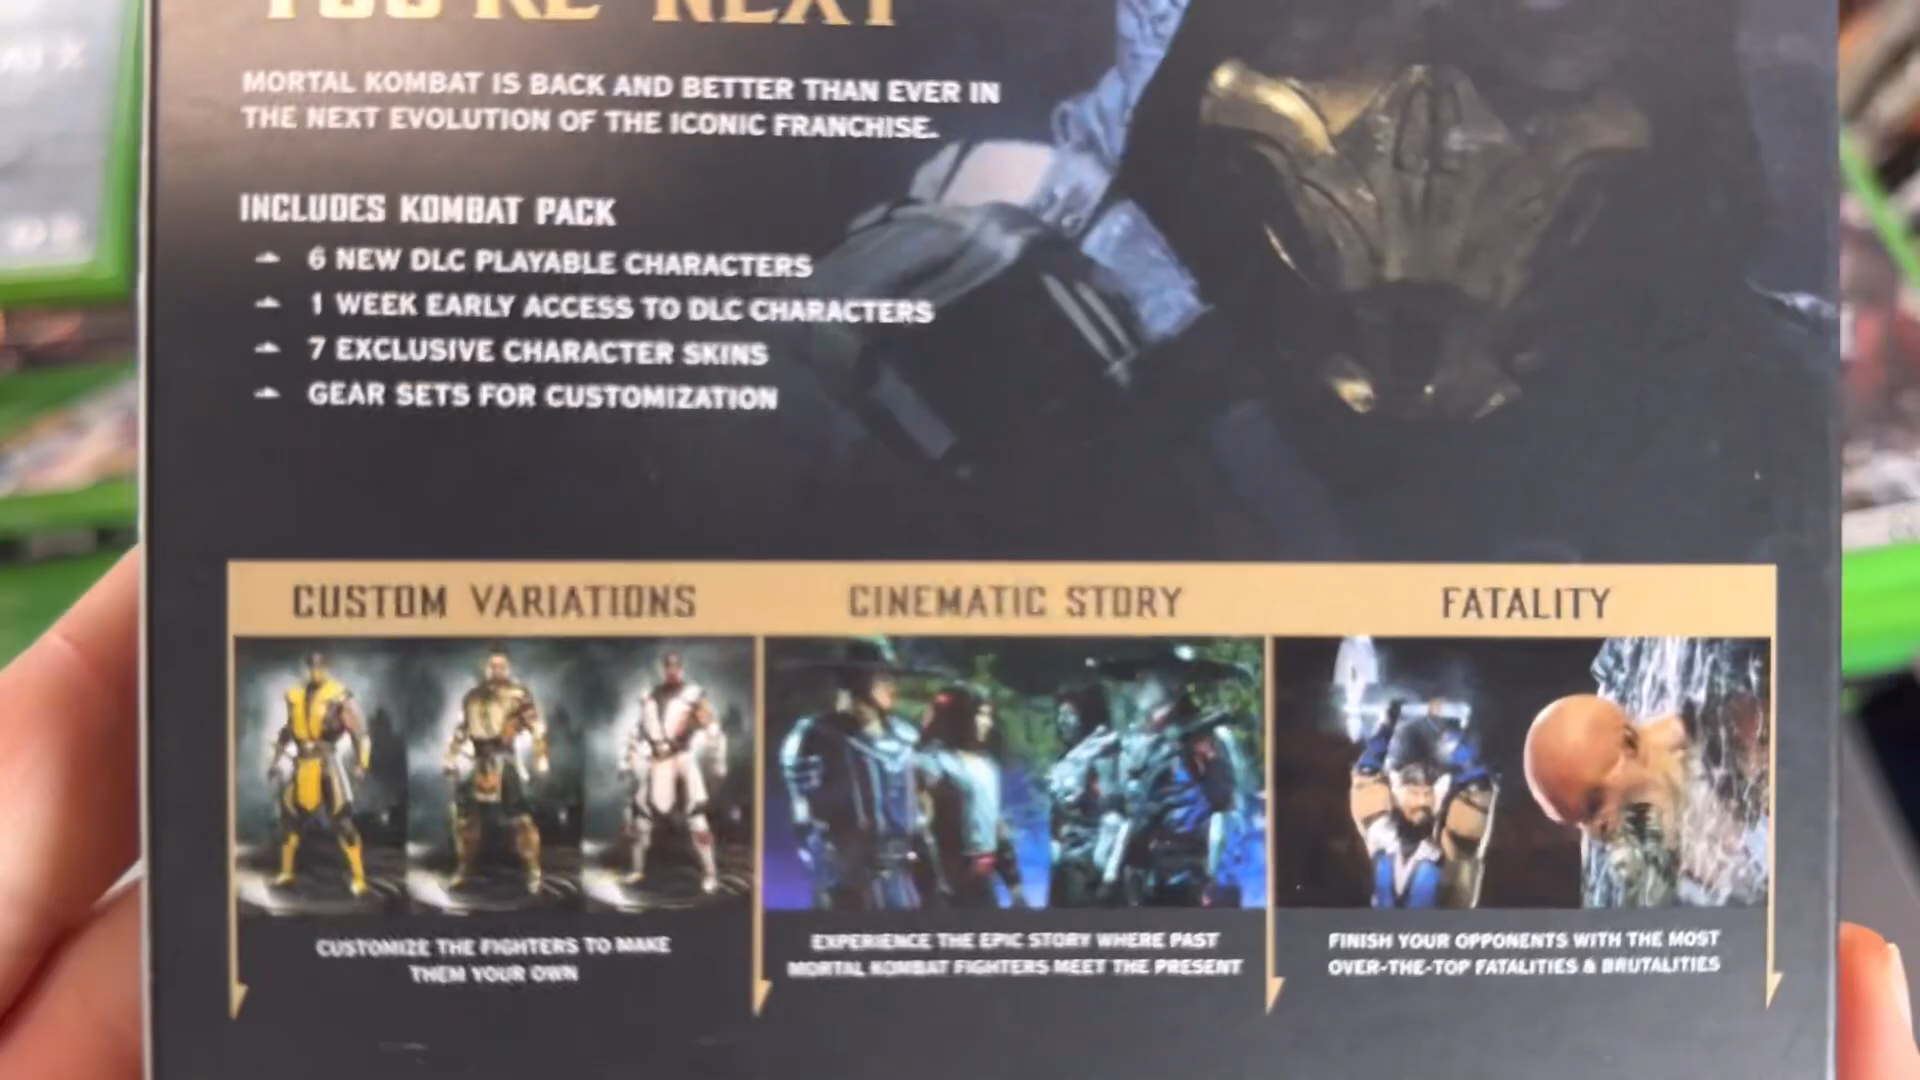 YOU'RE NEXT
MORTAL KOMBAT IS BACK AND BETTER THAN EVER IN
THE NEXT EVOLUTION OF THE ICONIC FRANCHISE.
INCLUDES KOMBAT PACK
6 NEW DLC PLAYABLE CHARACTERS
1 WEEK EARLY ACCESS TO DLC CHARACTERS
7 EXCLUSIVE CHARACTER SKINS
GEAR SETS FOR CUSTOMIZATION
CUSTOM VARIATIONS
CINEMATIC STORY
FATALITY
CUSTOMIZE THE FIGHTERS TO MAKE
THEM YOUR OWN
EXPERIENCE THE EPIC STORY WHERE PAST
MORTAL KOMBAT FIGHTERS MEET THE PRESENT
FINISH YOUR OPPONENTS WITH THE MOST
OVER-THE-TOP FATALITIES & BRUTALITIES